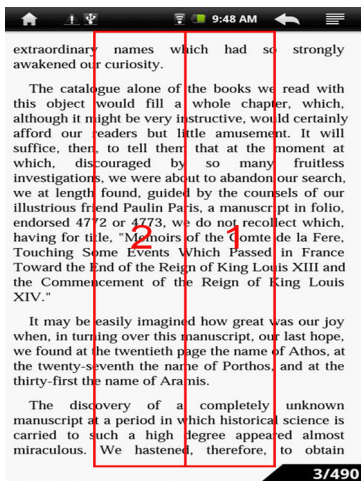 9:48 AM
extraordinary names which had so strongly
awakened our curiosity.
The catalogue alone of the books we read with
this object would fill a whole chapter, which,
although it might be very instructive, would certainly
afford our readers but little amusement. It will
suffice, then, to tell them that at the moment at
which, discouraged by so many fruitless
investigations, we were about to abandon our search,
we at length found, guided by the counsels of our
illustrious friend Paulin Paris, a manuscript in folio,
endorsed 4772 or 4773, we do not recollect which,
having for title, "Memoirs of the Comte de la Fere,
Touching Some Events Which Passed in France
Toward the End of the Reign of King Louis XIII and
the Commencement of the Reign of King Louis
XIV."
2 1
It may be easily imagined how great was our joy
when, in turning over this manuscript, our last hope,
we found at the twentieth page the name of Athos, at
the twenty-seventh the name of Porthos, and at the
thirty-first the name of Aramis.
The discovery of a completely unknown
manuscript at a period in which historical science is
carried to such a high degree appeared almost
miraculous. We hastened, therefore, to obtain
3/490